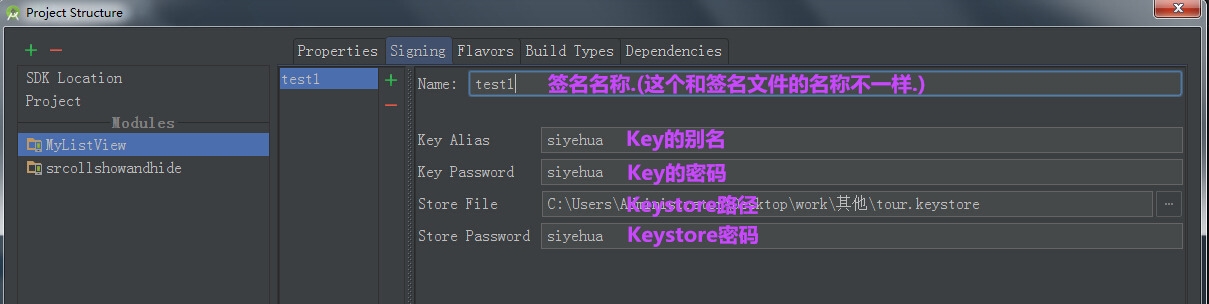 Project Structure
Properties Signing Flavors Build Types Dependencies
SDK Location
Project
Modules
MyListView
srcollshowandhide
test1
Name: test1 签名名称.(这个和签名文件的名称不一样.)
Key Alias siyehua Key的别名
Key Password siyehua Key的密码
Store File C:\Users\Administrator\Desktop\work\其他\tour.keystore ...
Keystore路径
Store Password siyehua Keystore密码